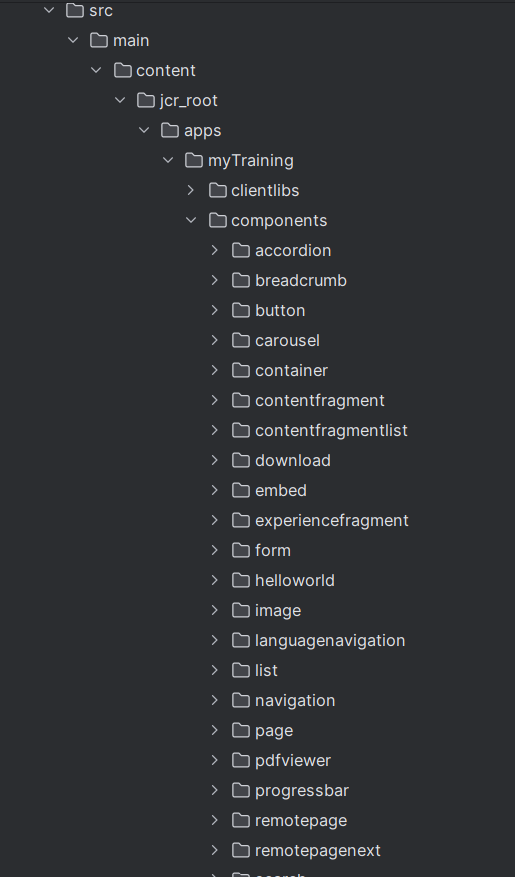 src
main
content
jcr_root
apps
myTraining
clientlibs
components
accordion
breadcrumb
button
carousel
container
contentfragment
contentfragmentlist
download
embed
experiencefragment
form
helloworld
image
languagenavigation
list
navigation
page
pdfviewer
progressbar
remotepage
remotepagenext